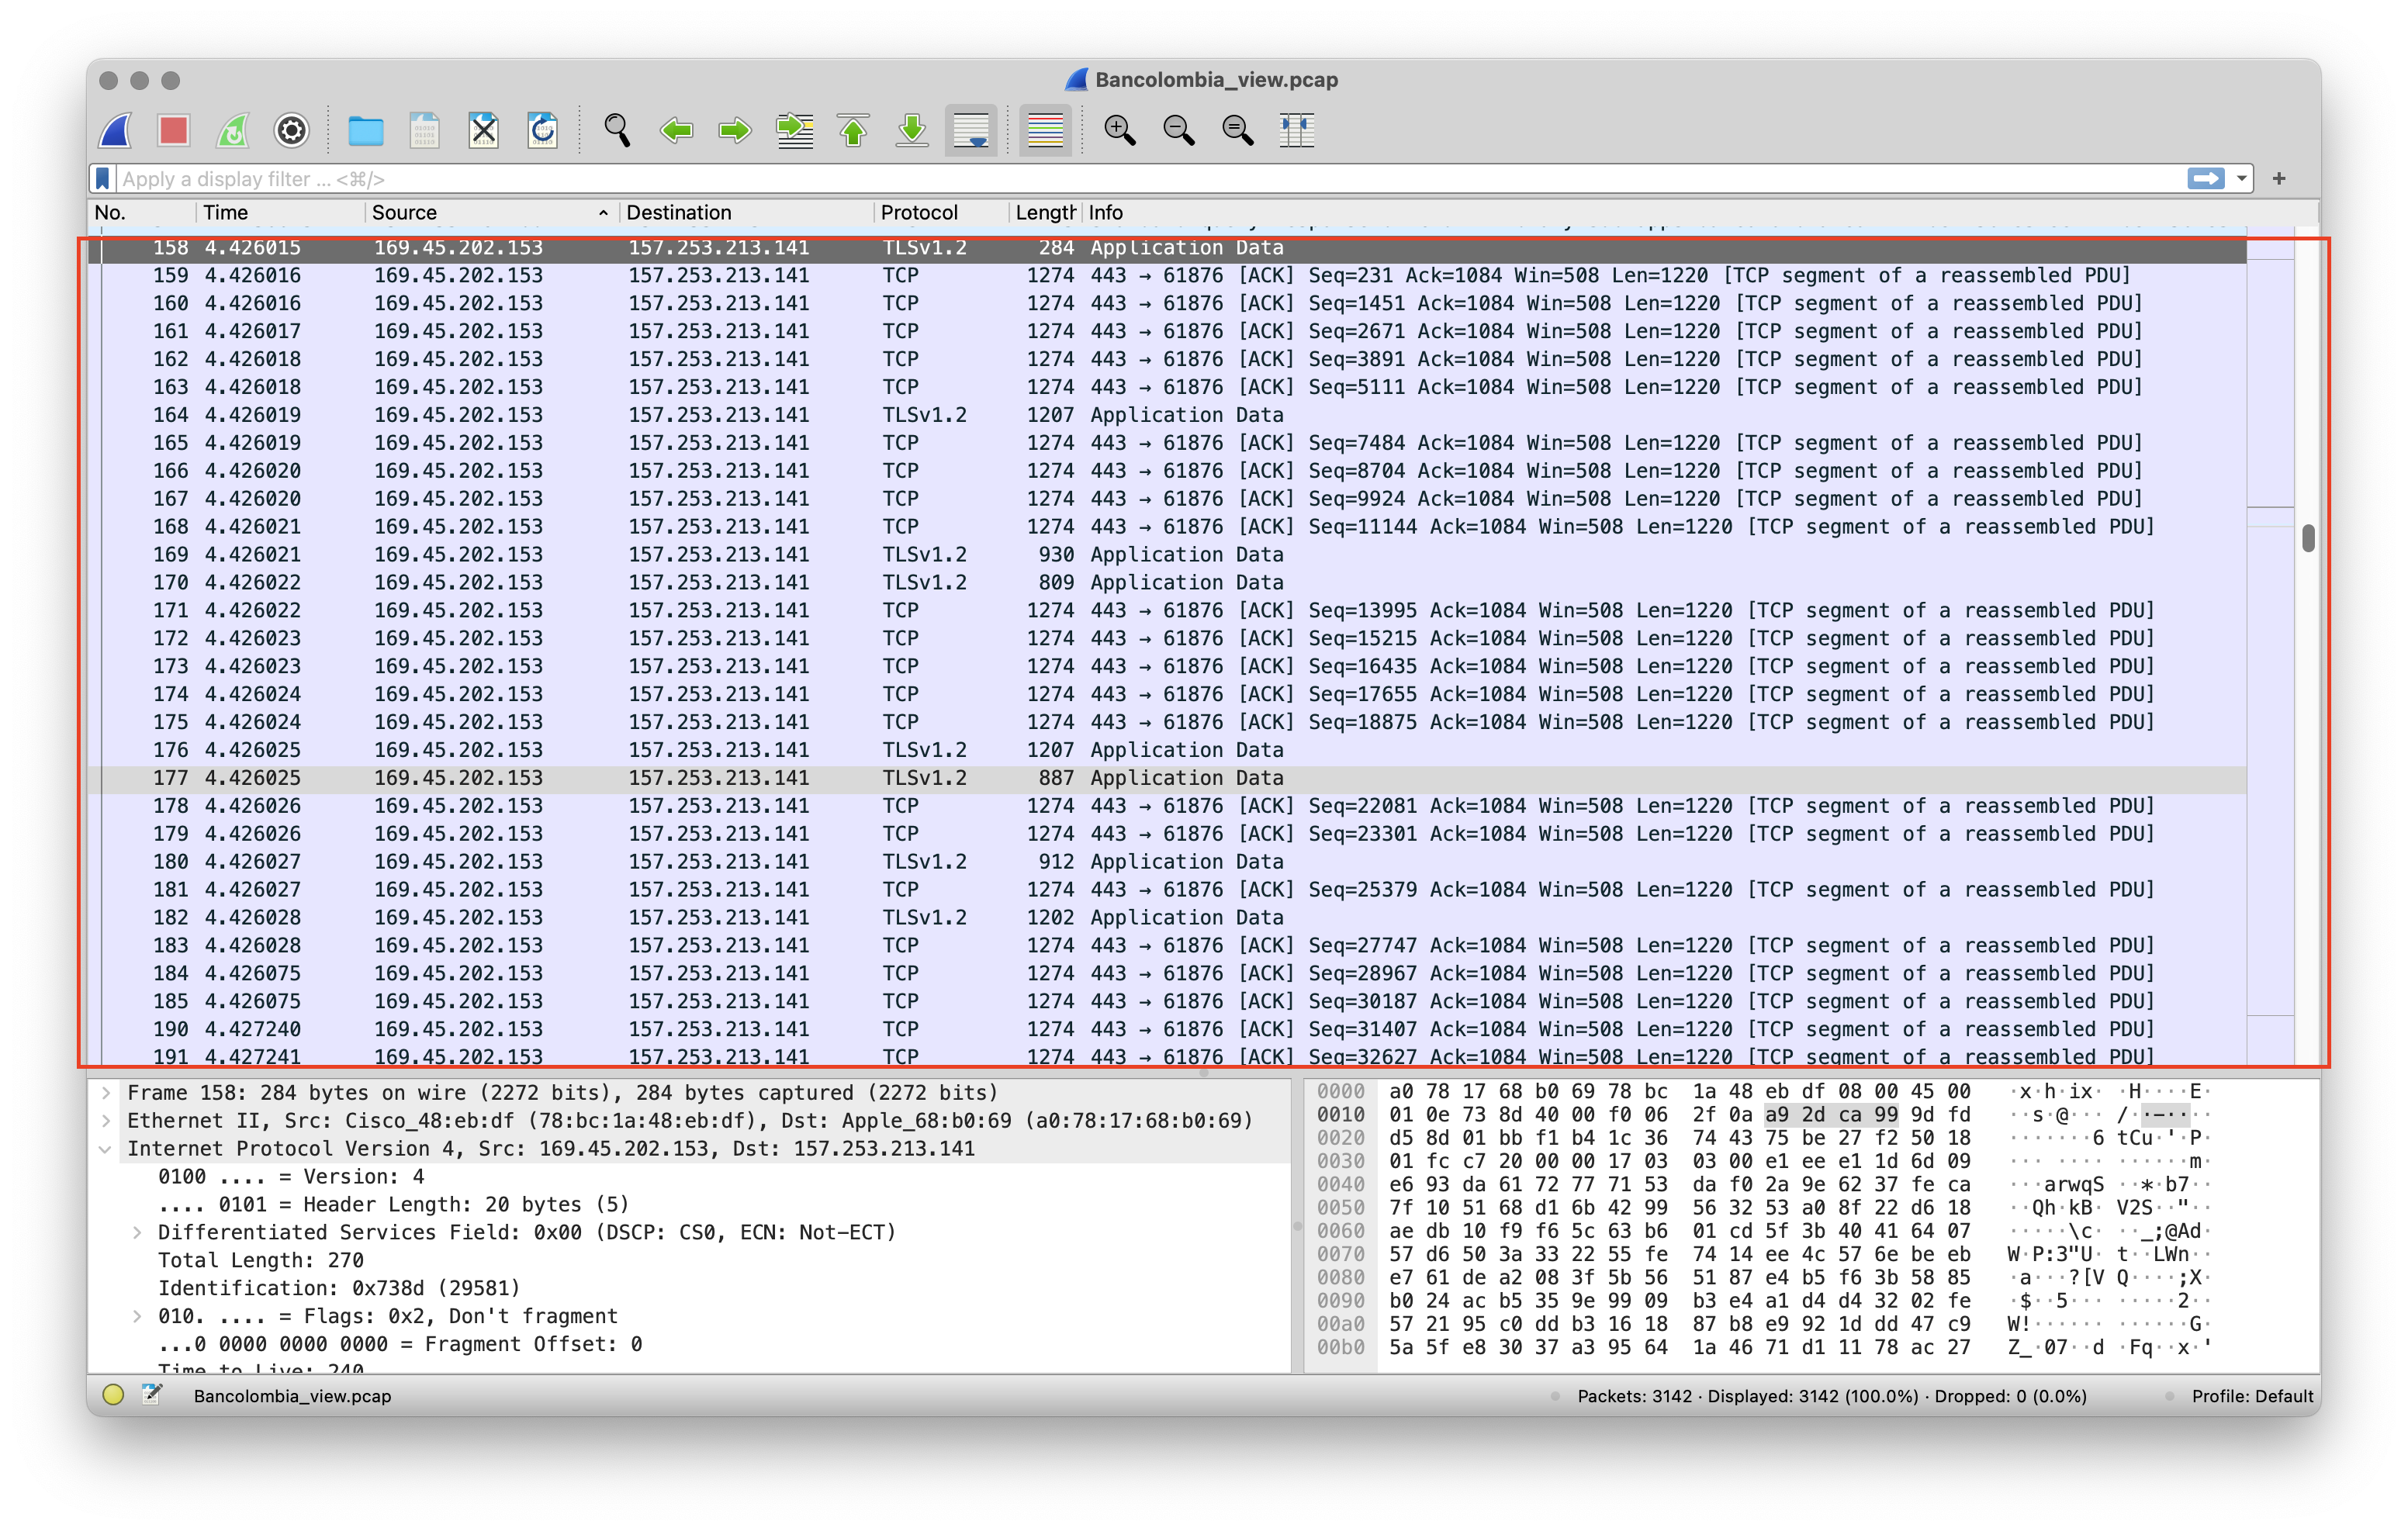 Bancolombia_view.pcap
Apply a display filter ... <⌘/>
+
No. Time Source Destination Protocol Length Info
158 4.426015 169.45.202.153 157.253.213.141 TLSv1.2 284 Application Data
159 4.426016 169.45.202.153 157.253.213.141 TCP 1274 443 → 61876 [ACK] Seq=231 Ack=1084 Win=508 Len=1220 [TCP segment of a reassembled PDU]
160 4.426016 169.45.202.153 157.253.213.141 TCP 1274 443 → 61876 [ACK] Seq=1451 Ack=1084 Win=508 Len=1220 [TCP segment of a reassembled PDU]
161 4.426017 169.45.202.153 157.253.213.141 TCP 1274 443 → 61876 [ACK] Seq=2671 Ack=1084 Win=508 Len=1220 [TCP segment of a reassembled PDU]
162 4.426018 169.45.202.153 157.253.213.141 TCP 1274 443 → 61876 [ACK] Seq=3891 Ack=1084 Win=508 Len=1220 [TCP segment of a reassembled PDU]
163 4.426018 169.45.202.153 157.253.213.141 TCP 1274 443 → 61876 [ACK] Seq=5111 Ack=1084 Win=508 Len=1220 [TCP segment of a reassembled PDU]
164 4.426019 169.45.202.153 157.253.213.141 TLSv1.2 1207 Application Data
165 4.426019 169.45.202.153 157.253.213.141 TCP 1274 443 → 61876 [ACK] Seq=7484 Ack=1084 Win=508 Len=1220 [TCP segment of a reassembled PDU]
166 4.426020 169.45.202.153 157.253.213.141 TCP 1274 443 → 61876 [ACK] Seq=8704 Ack=1084 Win=508 Len=1220 [TCP segment of a reassembled PDU]
167 4.426020 169.45.202.153 157.253.213.141 TCP 1274 443 → 61876 [ACK] Seq=9924 Ack=1084 Win=508 Len=1220 [TCP segment of a reassembled PDU]
168 4.426021 169.45.202.153 157.253.213.141 TCP 1274 443 → 61876 [ACK] Seq=11144 Ack=1084 Win=508 Len=1220 [TCP segment of a reassembled PDU]
169 4.426021 169.45.202.153 157.253.213.141 TLSv1.2 930 Application Data
170 4.426022 169.45.202.153 157.253.213.141 TLSv1.2 809 Application Data
171 4.426022 169.45.202.153 157.253.213.141 TCP 1274 443 → 61876 [ACK] Seq=13995 Ack=1084 Win=508 Len=1220 [TCP segment of a reassembled PDU]
172 4.426023 169.45.202.153 157.253.213.141 TCP 1274 443 → 61876 [ACK] Seq=15215 Ack=1084 Win=508 Len=1220 [TCP segment of a reassembled PDU]
173 4.426023 169.45.202.153 157.253.213.141 TCP 1274 443 → 61876 [ACK] Seq=16435 Ack=1084 Win=508 Len=1220 [TCP segment of a reassembled PDU]
174 4.426024 169.45.202.153 157.253.213.141 TCP 1274 443 → 61876 [ACK] Seq=17655 Ack=1084 Win=508 Len=1220 [TCP segment of a reassembled PDU]
175 4.426024 169.45.202.153 157.253.213.141 TCP 1274 443 → 61876 [ACK] Seq=18875 Ack=1084 Win=508 Len=1220 [TCP segment of a reassembled PDU]
176 4.426025 169.45.202.153 157.253.213.141 TLSv1.2 1207 Application Data
177 4.426025 169.45.202.153 157.253.213.141 TLSv1.2 887 Application Data
178 4.426026 169.45.202.153 157.253.213.141 TCP 1274 443 → 61876 [ACK] Seq=22081 Ack=1084 Win=508 Len=1220 [TCP segment of a reassembled PDU]
179 4.426026 169.45.202.153 157.253.213.141 TCP 1274 443 → 61876 [ACK] Seq=23301 Ack=1084 Win=508 Len=1220 [TCP segment of a reassembled PDU]
180 4.426027 169.45.202.153 157.253.213.141 TLSv1.2 912 Application Data
181 4.426027 169.45.202.153 157.253.213.141 TCP 1274 443 → 61876 [ACK] Seq=25379 Ack=1084 Win=508 Len=1220 [TCP segment of a reassembled PDU]
182 4.426028 169.45.202.153 157.253.213.141 TLSv1.2 1202 Application Data
183 4.426028 169.45.202.153 157.253.213.141 TCP 1274 443 → 61876 [ACK] Seq=27747 Ack=1084 Win=508 Len=1220 [TCP segment of a reassembled PDU]
184 4.426075 169.45.202.153 157.253.213.141 TCP 1274 443 → 61876 [ACK] Seq=28967 Ack=1084 Win=508 Len=1220 [TCP segment of a reassembled PDU]
185 4.426075 169.45.202.153 157.253.213.141 TCP 1274 443 → 61876 [ACK] Seq=30187 Ack=1084 Win=508 Len=1220 [TCP segment of a reassembled PDU]
190 4.427240 169.45.202.153 157.253.213.141 TCP 1274 443 → 61876 [ACK] Seq=31407 Ack=1084 Win=508 Len=1220 [TCP segment of a reassembled PDU]
191 4.427241 169.45.202.153 157.253.213.141 TCP 1274 443 → 61876 [ACK] Seq=32627 Ack=1084 Win=508 Len=1220 [TCP segment of a reassembled PDU]
Frame 158: 284 bytes on wire (2272 bits), 284 bytes captured (2272 bits)
Ethernet II, Src: Cisco_48:eb:df (78:bc:1a:48:eb:df), Dst: Apple_68:b0:69 (a0:78:17:68:b0:69)
Internet Protocol Version 4, Src: 169.45.202.153, Dst: 157.253.213.141
0100 .... = Version: 4
.... 0101 = Header Length: 20 bytes (5)
Differentiated Services Field: 0x00 (DSCP: CS0, ECN: Not-ECT)
Total Length: 270
Identification: 0x738d (29581)
010. .... = Flags: 0x2, Don't fragment
...0 0000 0000 0000 = Fragment Offset: 0
Time to Live: 240
0000 a0 78 17 68 b0 69 78 bc 1a 48 eb df 08 00 45 00 ·x·h·ix· ·H····E·
0010 01 0e 73 8d 40 00 f0 06 2f 0a a9 2d ca 99 9d fd ··s·@··· /··-····
0020 d5 8d 01 bb f1 b4 1c 36 74 43 75 be 27 f2 50 18 ·······6 tCu·'·P·
0030 01 fc c7 20 00 00 17 03 03 00 e1 ee e1 1d 6d 09 ··· ···· ······m·
0040 e6 93 da 61 72 77 71 53 da f0 2a 9e 62 37 fe ca ···arwqS ··*·b7··
0050 7f 10 51 68 d1 6b 42 99 56 32 53 a0 8f 22 d6 18 ··Qh·kB· V2S··"··
0060 ae db 10 f9 f6 5c 63 b6 01 cd 5f 3b 40 41 64 07 ·····\c· ··_;@Ad·
0070 57 d6 50 3a 33 22 55 fe 74 14 ee 4c 57 6e be eb W·P:3"U· t··LWn··
0080 e7 61 de a2 08 3f 5b 56 51 87 e4 b5 f6 3b 58 85 ·a···?[V Q····;X·
0090 b0 24 ac b5 35 9e 99 09 b3 e4 a1 d4 d4 32 02 fe ·$··5··· ·····2··
00a0 57 21 95 c0 dd b3 16 18 87 b8 e9 92 1d dd 47 c9 W!······ ······G·
00b0 5a 5f e8 30 37 a3 95 64 1a 46 71 d1 11 78 ac 27 Z_·07··d ·Fq··x·'
Bancolombia_view.pcap
Packets: 3142 · Displayed: 3142 (100.0%) · Dropped: 0 (0.0%)
Profile: Default